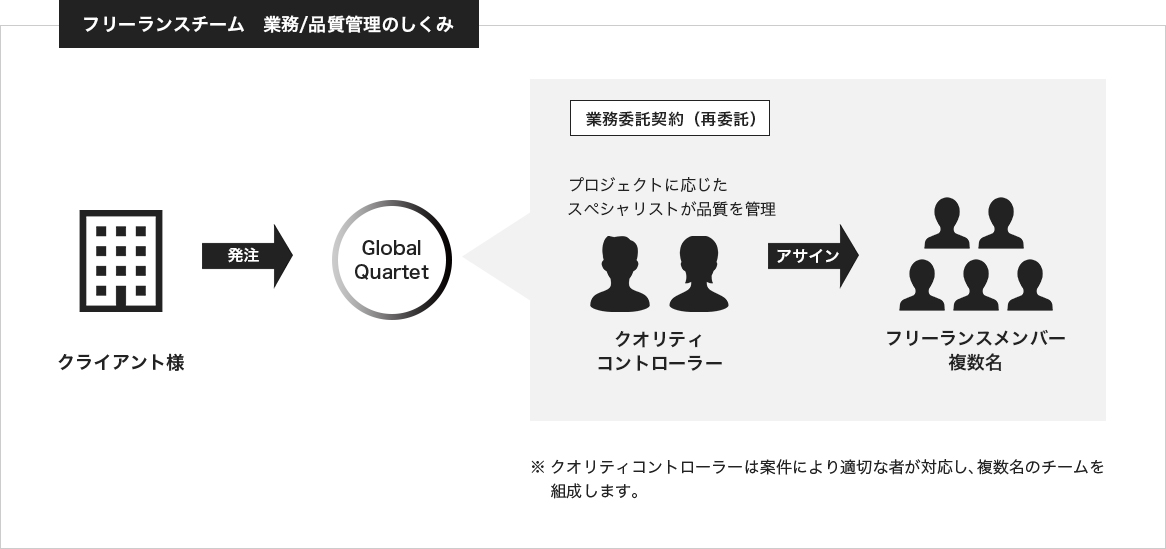 フリーランスチーム　業務/品質管理のしくみ
業務委託契約（再委託）
プロジェクトに応じた
スペシャリストが品質を管理
発注
Global
Quartet
アサイン
クライアント様
クオリティ
コントローラー
フリーランスメンバー
複数名
※ クオリティコントローラーは案件により適切な者が対応し、複数名のチームを
組成します。